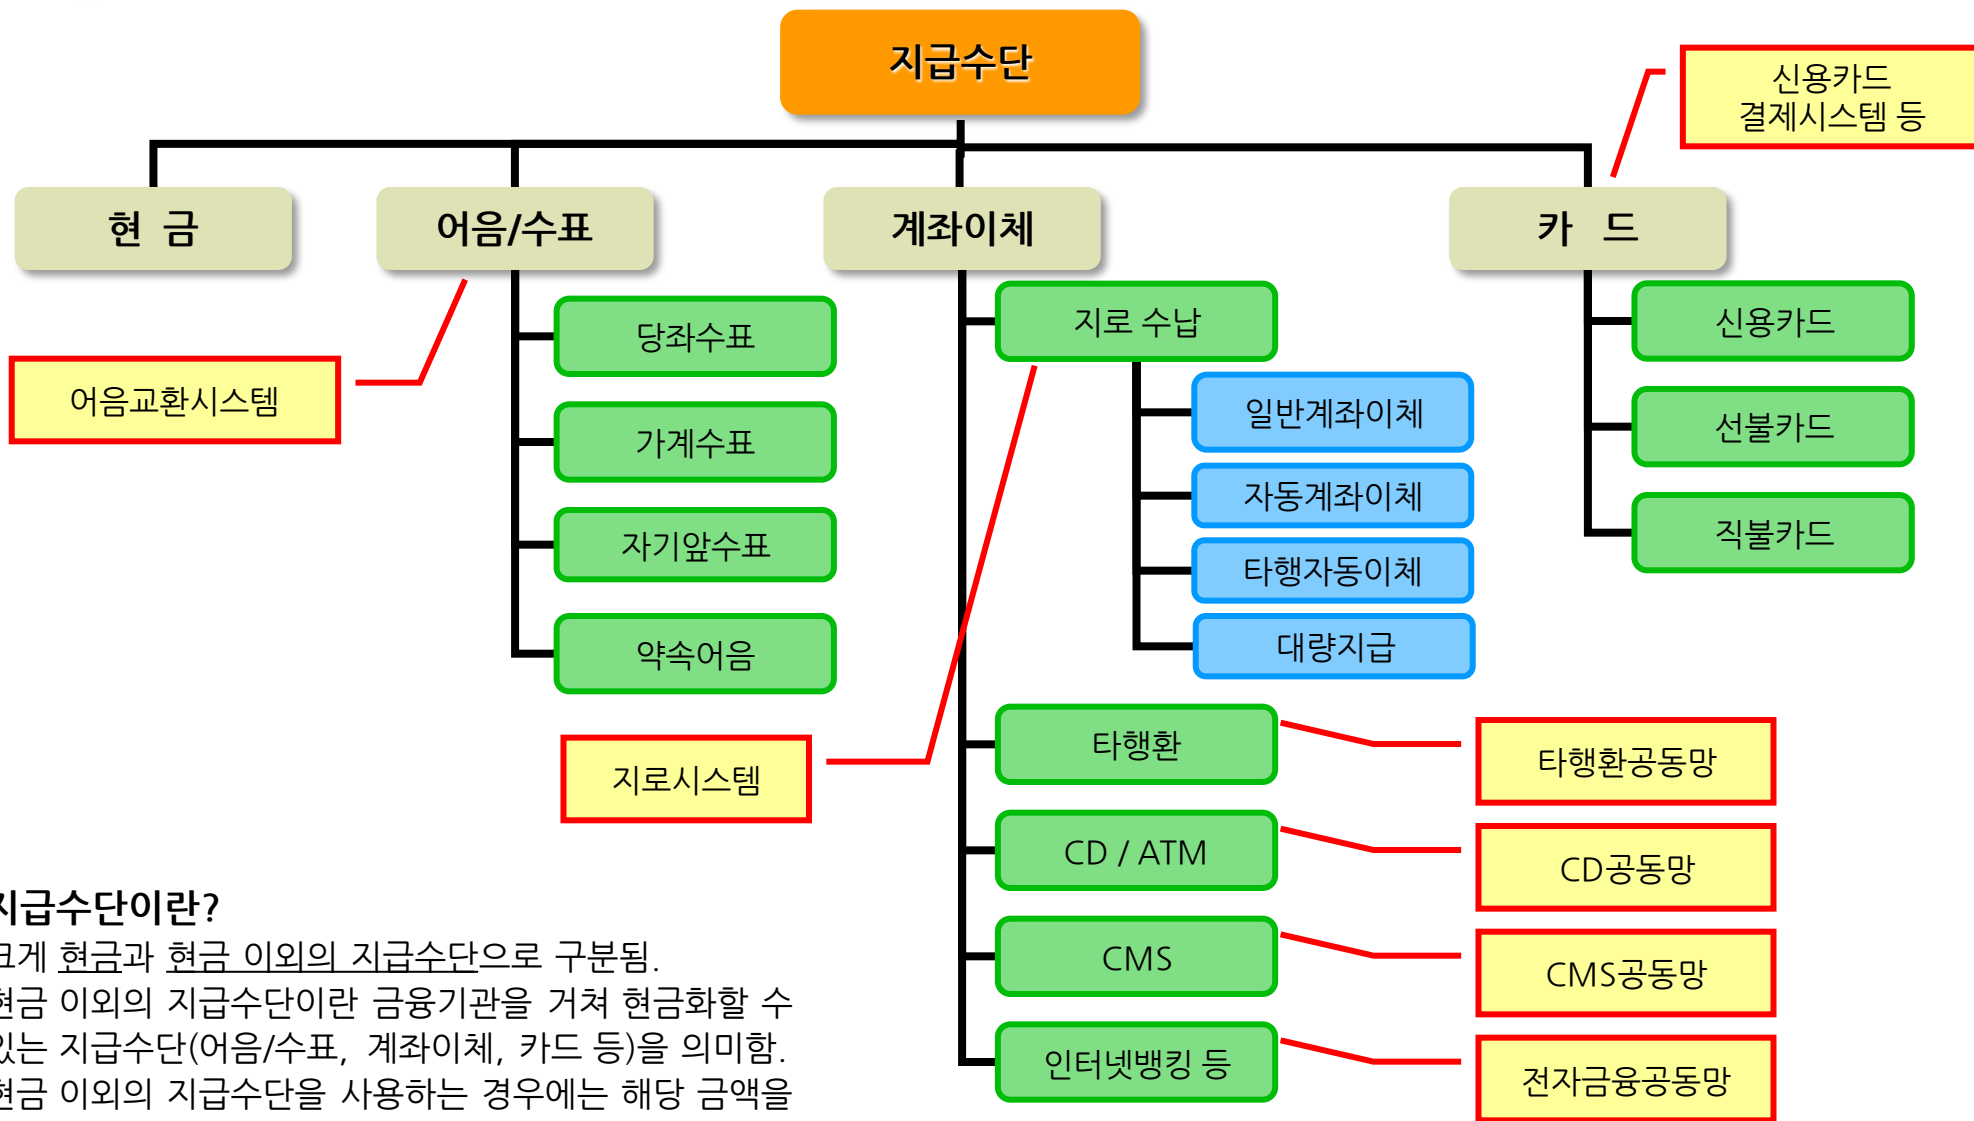 지급수단
신용카드
결제시스템 등
현 금
어음/수표
계좌이체
카 드
당좌수표
지로 수납
신용카드
어음교환시스템
일반계좌이체
선불카드
가계수표
자동계좌이체
자기앞수표
직불카드
타행자동이체
약속어음
대량지급
타행환
타행환공동망
지로시스템
CD / ATM
CD공동망
지급수단이란?
크게 현금과 현금 이외의 지급수단으로 구분됨.
CMS
CMS공동망
현금 이외의 지급수단이란 금융기관을 거쳐 현금화할 수
있는 지급수단(어음/수표, 계좌이체, 카드 등)을 의미함.
인터넷뱅킹 등
전자금융공동망
현금 이외의 지급수단을 사용하는 경우에는 해당 금액을